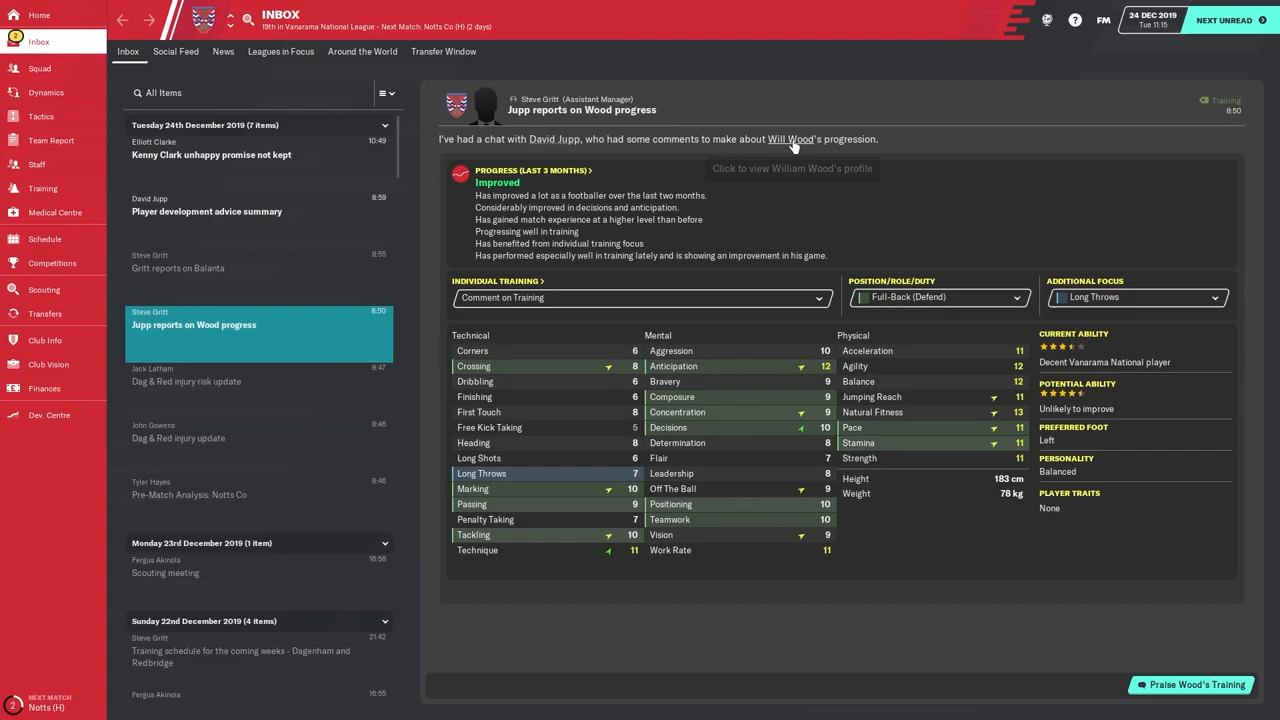 Home
2
Inbox
Squad
Dynamics
Tactics
Team Report
Staff
Training
Medical Centre
Schedule
Competitions
Scouting
Transfers
Club Info
Club Vision
Finances
Dev. Centre
2
NEXT MATCH
Notts (H)
INBOX
19th in Vanarama National League - Next Match: Notts Co (H) (2 days)
?
FM
24 DEC 2019
Tue 11:15
NEXT UNREAD
Inbox
Social Feed
News
Leagues in Focus
Around the World
Transfer Window
All Items
Tuesday 24th December 2019 (7 items)
Elliott Clarke 10:49
Kenny Clark unhappy promise not kept
David Jupp 8:59
Player development advice summary
Steve Gritt 8:55
Gritt reports on Balanta
Steve Gritt 8:50
Jupp reports on Wood progress
Jack Latham 8:47
Dag & Red injury risk update
John Gowens 8:46
Dag & Red injury update
Tyler Hayes 8:46
Pre-Match Analysis: Notts Co
Monday 23rd December 2019 (1 item)
Fergus Akinola 16:58
Scouting meeting
Sunday 22nd December 2019 (4 items)
Steve Gritt 21:42
Training schedule for the coming weeks - Dagenham and
Redbridge
Fergus Akinola 16:55
Steve Gritt (Assistant Manager)
Jupp reports on Wood progress
Training
8:50
I've had a chat with David Jupp, who had some comments to make about Will Wood's progression.
Click to view William Wood's profile
PROGRESS (LAST 3 MONTHS) >
Improved
Has improved a lot as a footballer over the last two months.
Considerably improved in decisions and anticipation.
Has gained match experience at a higher level than before
Progressing well in training
Has benefited from individual training focus
Has performed especially well in training lately and is showing an improvement in his game.
INDIVIDUAL TRAINING >
Comment on Training
POSITION/ROLE/DUTY
Full-Back (Defend)
ADDITIONAL FOCUS
Long Throws
Technical
Corners 6
Crossing 8
Dribbling 6
Finishing 6
First Touch 8
Free Kick Taking 5
Heading 8
Long Shots 6
Long Throws 7
Marking 10
Passing 9
Penalty Taking 7
Tackling 10
Technique 11
Mental
Aggression 10
Anticipation 12
Bravery 9
Composure 9
Concentration 9
Decisions 10
Determination 8
Flair 7
Leadership 8
Off The Ball 9
Positioning 10
Teamwork 10
Vision 9
Work Rate 11
Physical
Acceleration 11
Agility 12
Balance 12
Jumping Reach 11
Natural Fitness 13
Pace 11
Stamina 11
Strength 11
Height 183 cm
Weight 78 kg
CURRENT ABILITY
Decent Vanarama National player
POTENTIAL ABILITY
Unlikely to improve
PREFERRED FOOT
Left
PERSONALITY
Balanced
PLAYER TRAITS
None
Praise Wood's Training